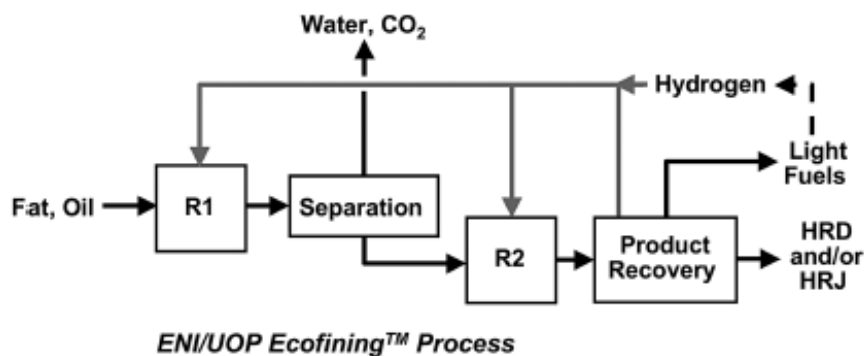 Water, CO₂
Hydrogen
Light
Fuels
Fat, Oil
R1
Separation
R2
Product
Recovery
HRD
and/or
HRJ
ENI/UOP Ecofining™ Process